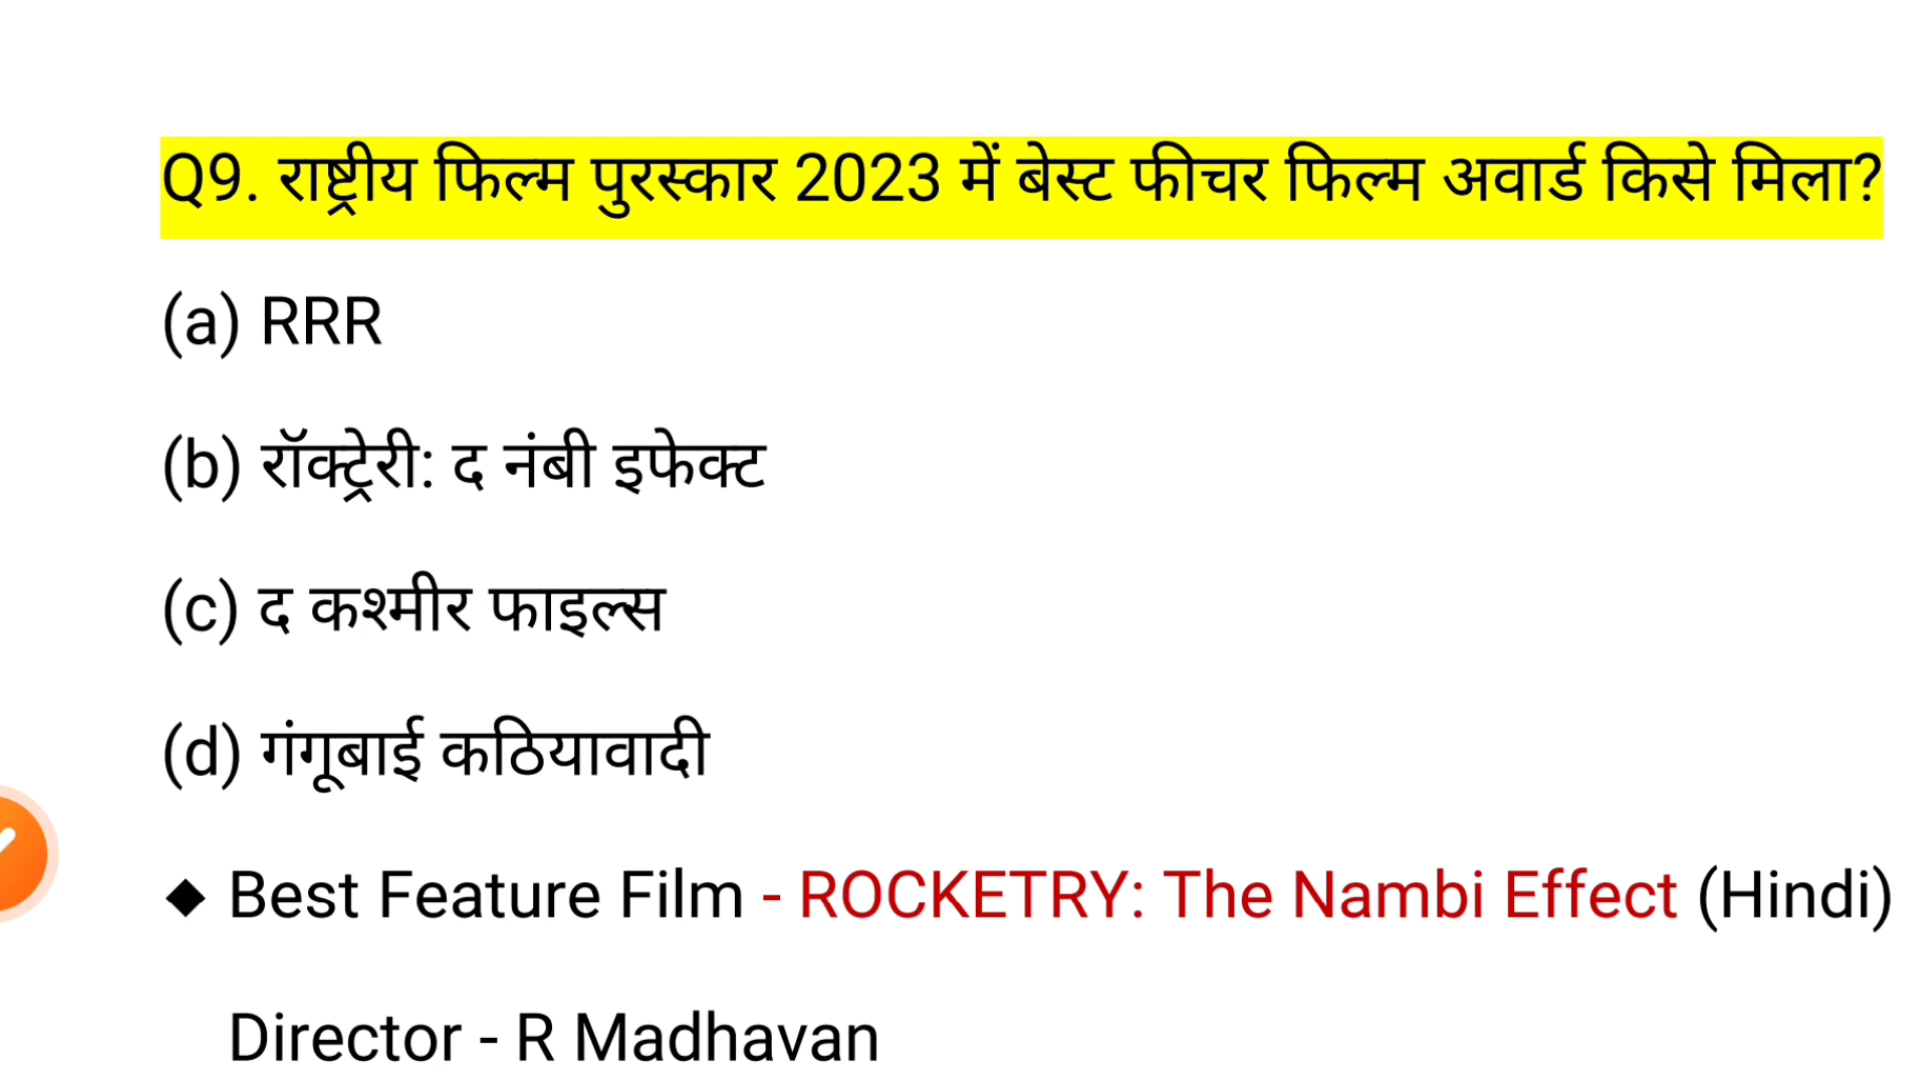 Q9. राष्ट्रीय फिल्म पुरस्कार 2023 में बेस्ट फीचर फिल्म अवार्ड किसे मिला?
(a) RRR
(b) रॉक्ट्रेरी: द नंबी इफेक्ट
(c) द कश्मीर फाइल्स
(d) गंगूबाई कठियावादी
◆ Best Feature Film - ROCKETRY: The Nambi Effect (Hindi)
Director - R Madhavan